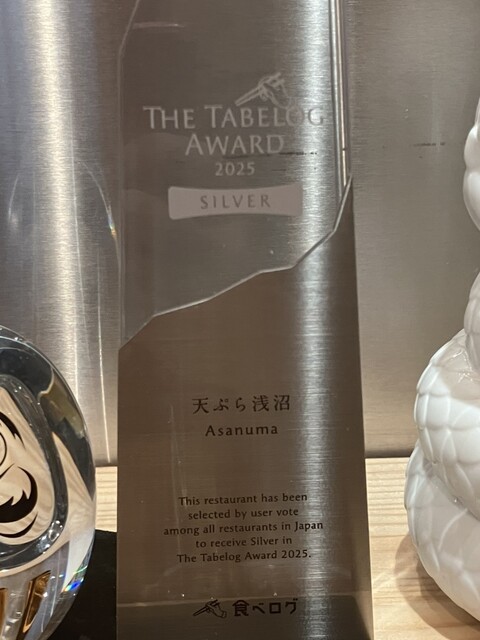 THE TABELOG
AWARD
2025
SILVER
天ぷら浅沼
Asanuma
This restaurant has been
selected by user vote
among all restaurants in Japan
to receive Silver in
The Tabelog Award 2025.
食べログ